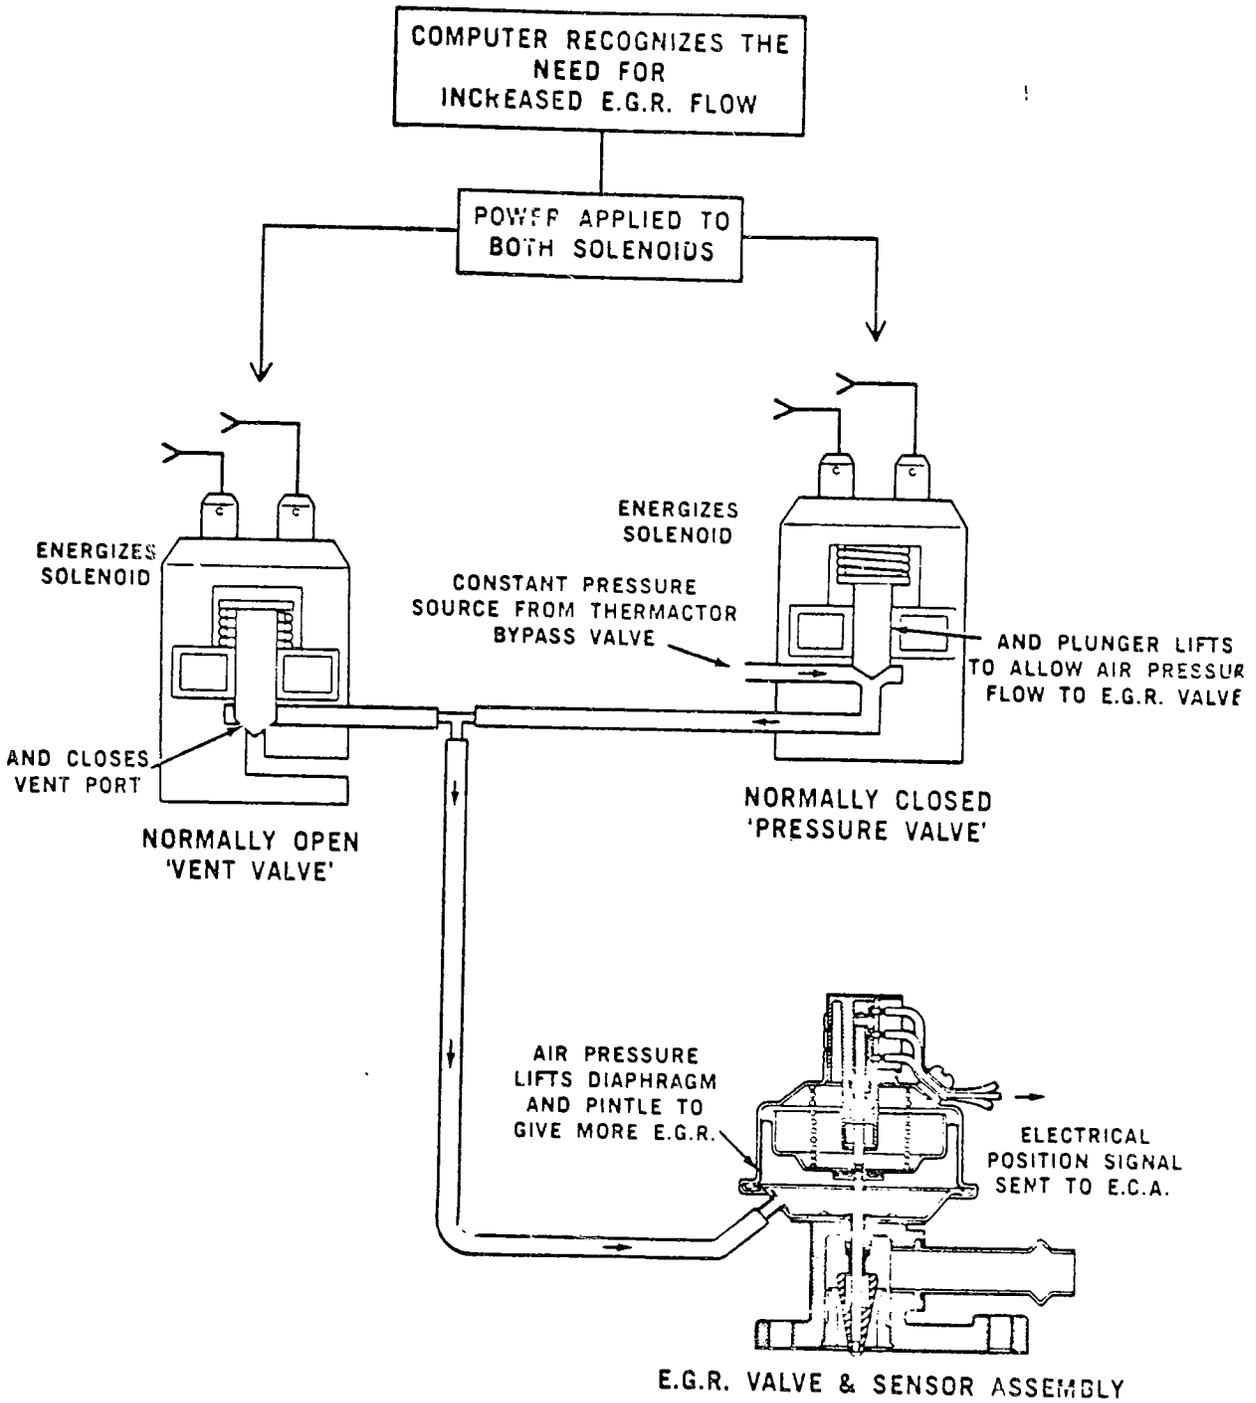 COMPUTER RECOGNIZES THE
NEED FOR
INCREASED E.G.R. FLOW
POWER APPLIED TO
BOTH SOLENOIDS
ENERGIZES
SOLENOID
C C
AND CLOSES
VENT PORT
NORMALLY OPEN
'VENT VALVE'
ENERGIZES
SOLENOID
C C
CONSTANT PRESSURE
SOURCE FROM THERMACTOR
BYPASS VALVE
AND PLUNGER LIFTS
TO ALLOW AIR PRESSUR
FLOW TO E.G.R. VALVE
NORMALLY CLOSED
'PRESSURE VALVE'
AIR PRESSURE
LIFTS DIAPHRAGM
AND PINTLE TO
GIVE MORE E.G.R.
ELECTRICAL
POSITION SIGNAL
SENT TO E.C.A.
E.G.R. VALVE & SENSOR ASSEMBLY